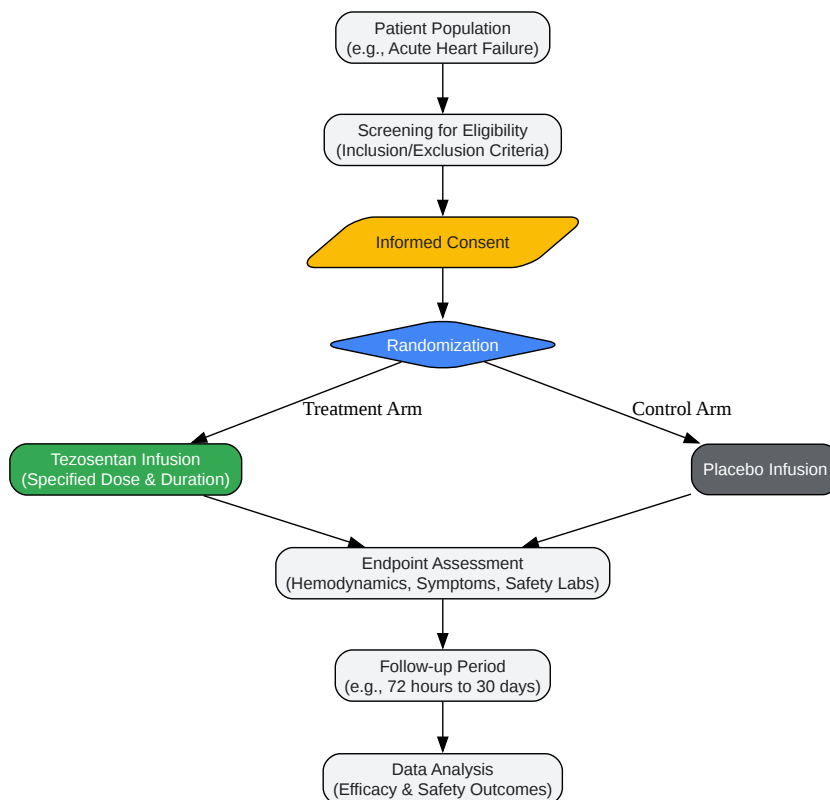 Patient Population
(e.g., Acute Heart Failure)
Screening for Eligibility
(Inclusion/Exclusion Criteria)
Informed Consent
Randomization
Treatment Arm
Control Arm
Tezosentan Infusion
(Specified Dose & Duration)
Placebo Infusion
Endpoint Assessment
(Hemodynamics, Symptoms, Safety Labs)
Follow-up Period
(e.g., 72 hours to 30 days)
Data Analysis
(Efficacy & Safety Outcomes)